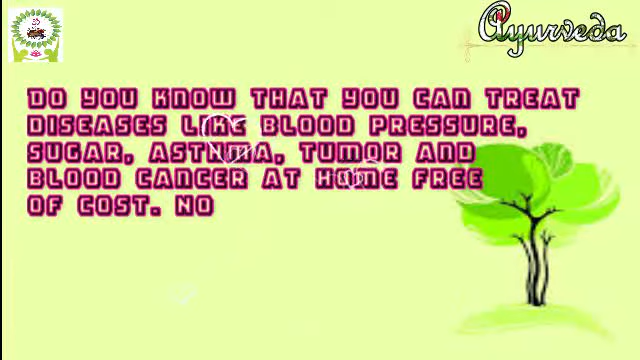 Ayurveda
DO YOU KNOW THAT YOU CAN TREAT
DISEASES LIKE BLOOD PRESSURE,
SUGAR, ASTHMA, TUMOR AND
BLOOD CANCER AT HOME FREE
OF COST. NO